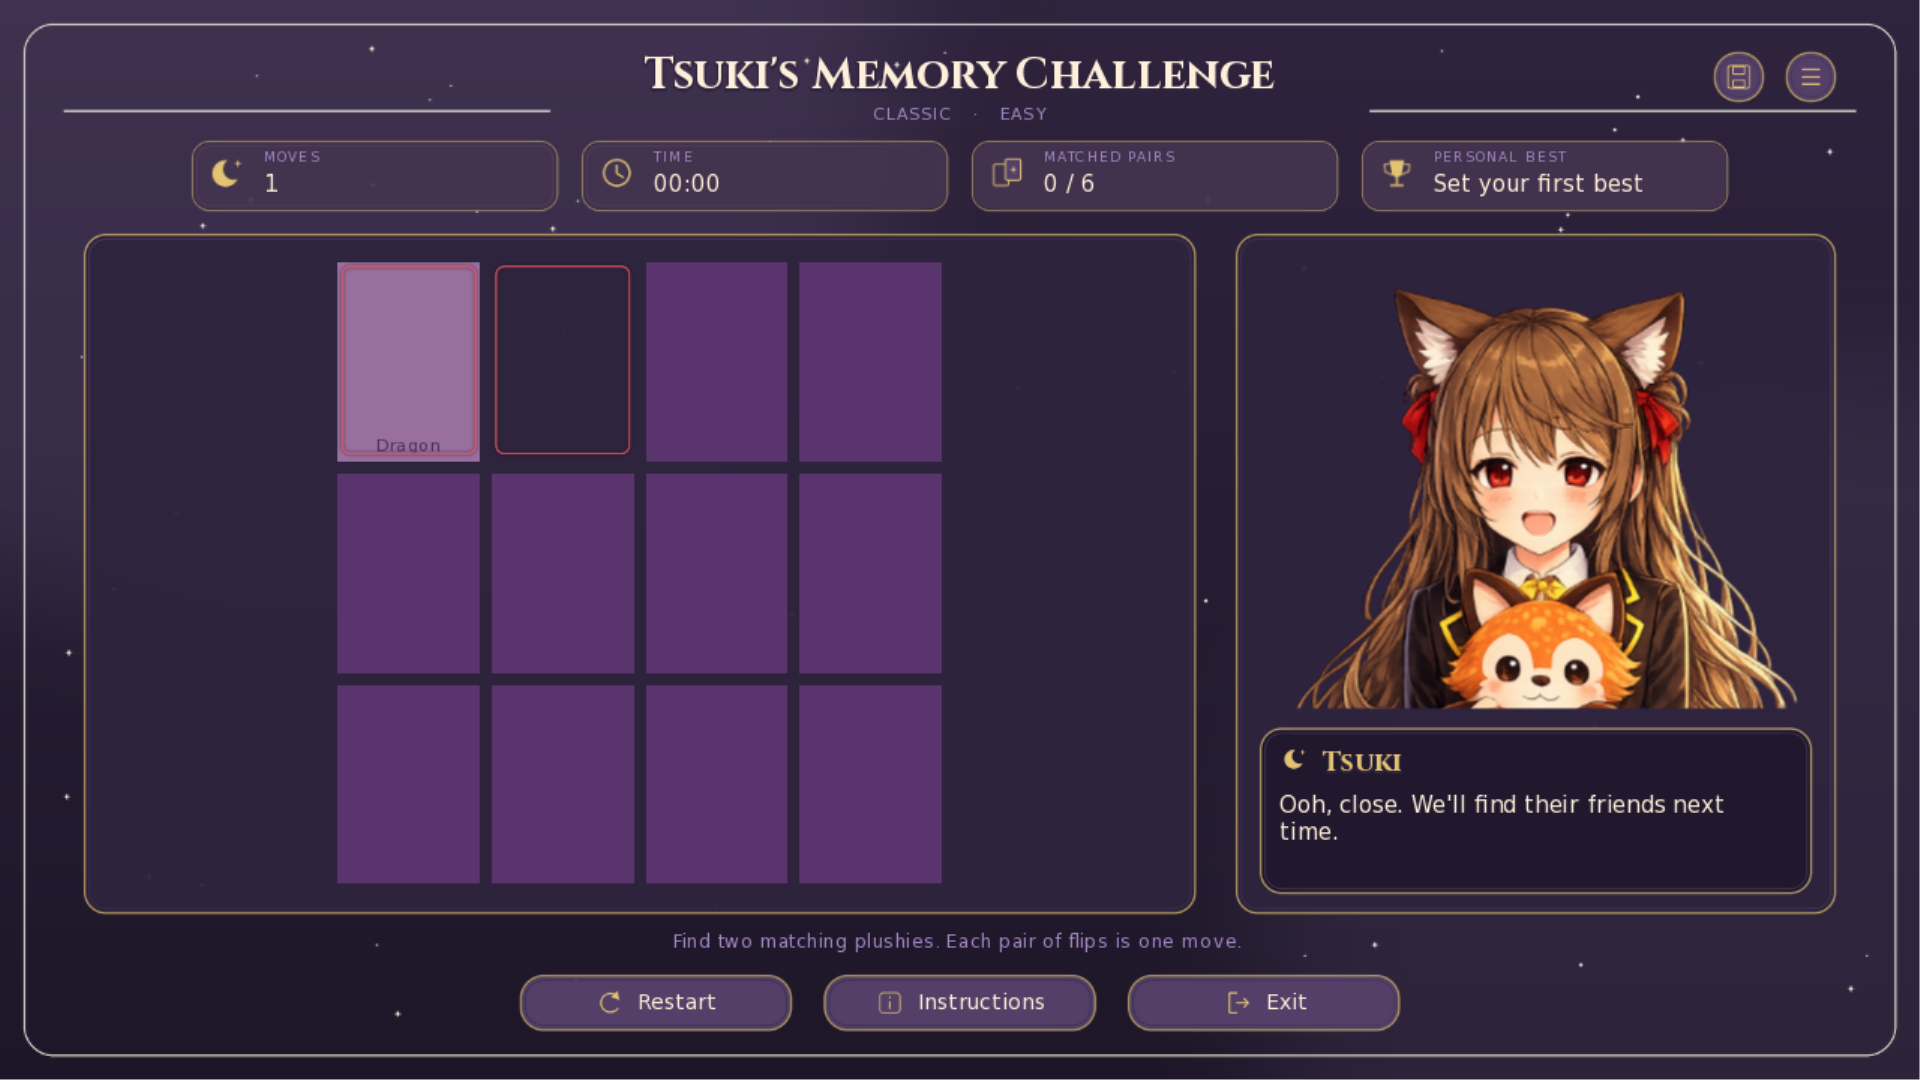 Tsuki's Memory Challenge
CLASSIC · EASY
MOVES
1
TIME
00:00
MATCHED PAIRS
0 / 6
PERSONAL BEST
Set your first best
Dragon
Tsuki
Ooh, close. We'll find their friends next
time.
Find two matching plushies. Each pair of flips is one move.
Restart
Instructions
Exit